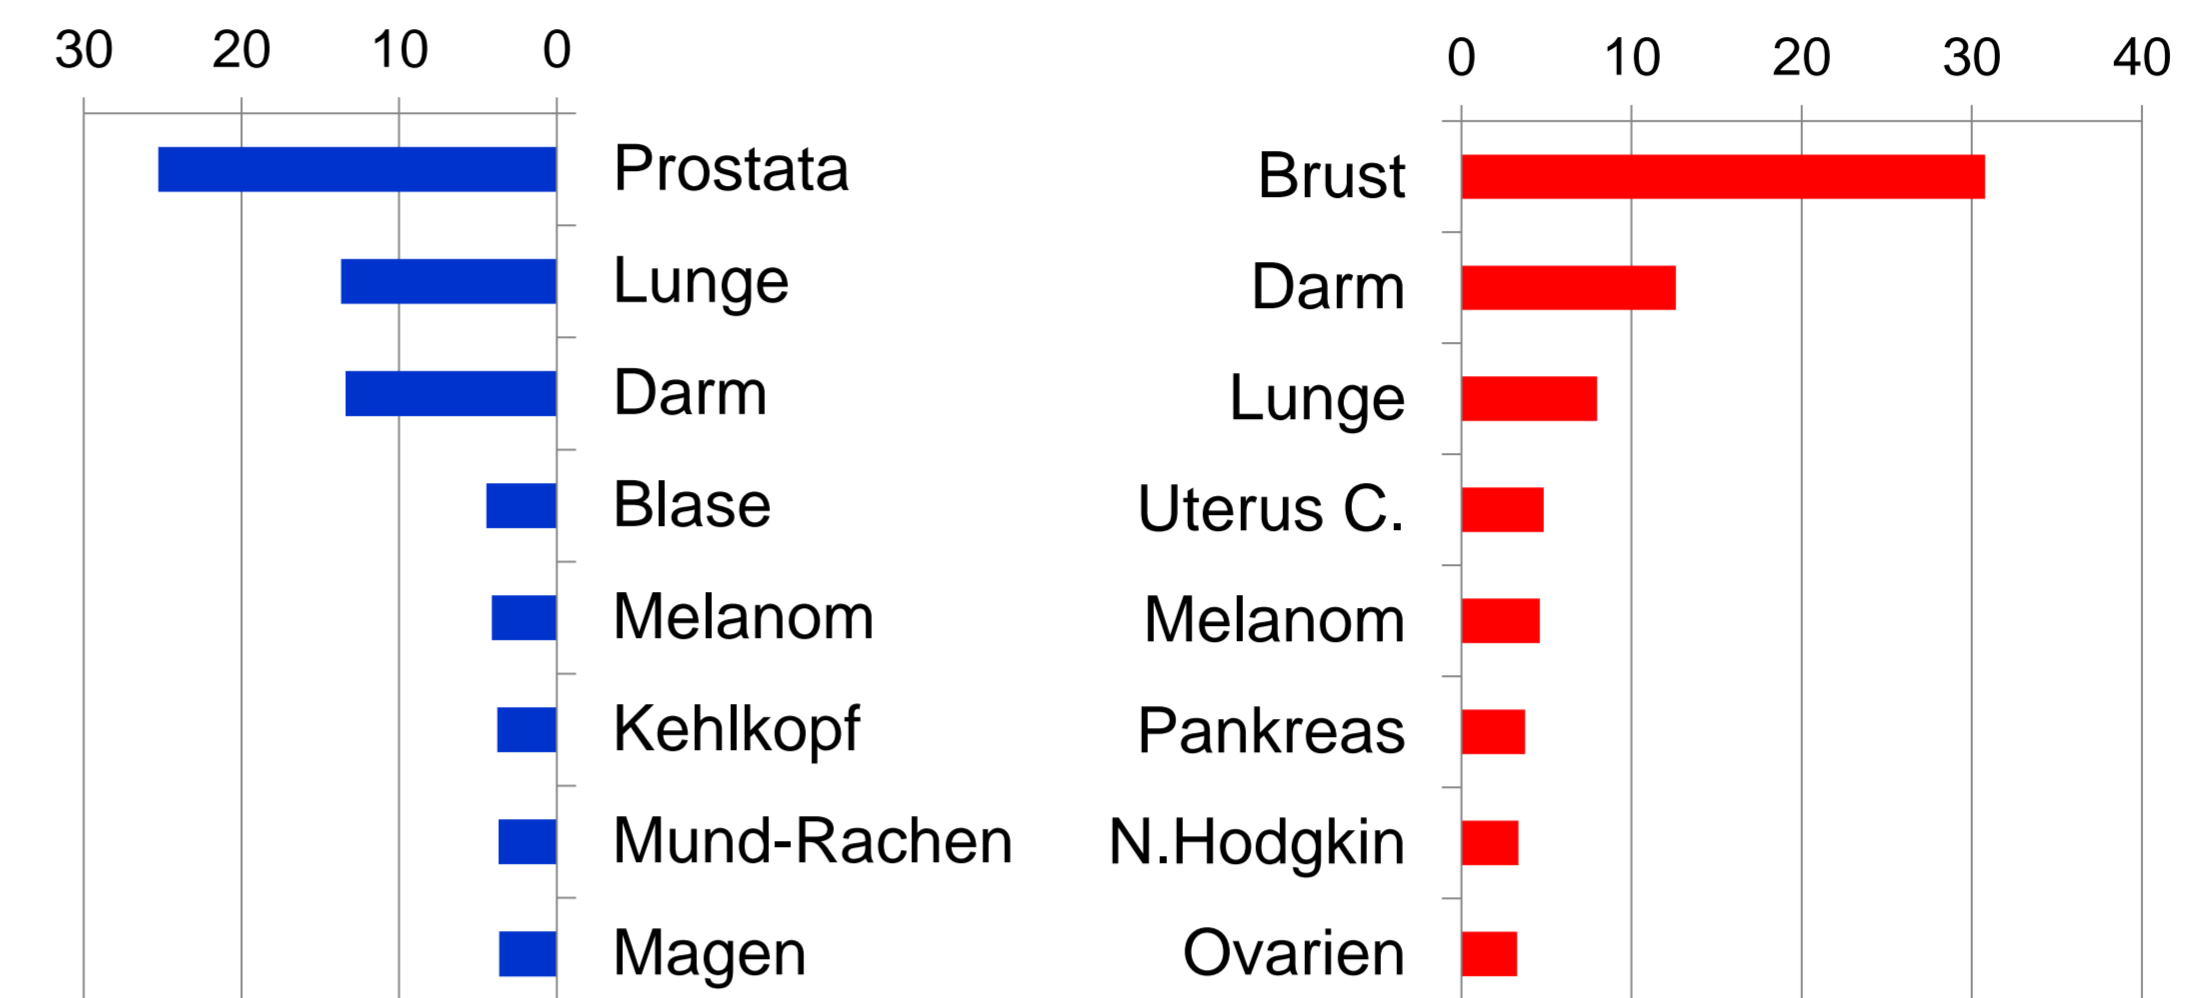 30 20 10 0
Prostata
Lunge
Darm
Blase
Melanom
Kehlkopf
Mund-Rachen
Magen
0 10 20 30 40
Brust
Darm
Lunge
Uterus C.
Melanom
Pankreas
N.Hodgkin
Ovarien